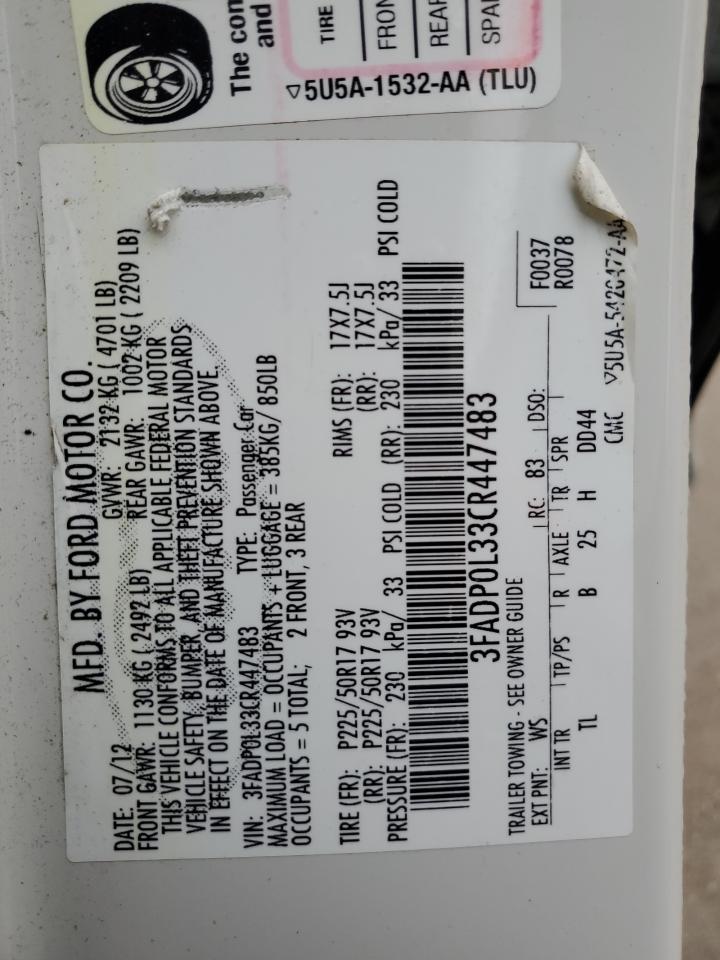 The con
and
TIRE
FRON
REAR
SPA
▽5U5A-1532-AA (TLU)
MFD. BY FORD MOTOR CO.
DATE: 07/12 GVWR: 2132 KG ( 4701 LB)
FRONT GAWR: 1130 KG ( 2492 LB) REAR GAWR: 1002 KG ( 2209 LB)
THIS VEHICLE CONFORMS TO ALL APPLICABLE FEDERAL MOTOR
VEHICLE SAFETY, BUMPER, AND THEFT PREVENTION STANDARDS
IN EFFECT ON THE DATE OF MANUFACTURE SHOWN ABOVE.
VIN: 3FADP0L33CR447483 TYPE: Passenger Car
MAXIMUM LOAD = OCCUPANTS + LUGGAGE = 385KG/ 850LB
OCCUPANTS = 5 TOTAL; 2 FRONT, 3 REAR
TIRE (FR): P225/50R17 93V RIMS (FR): 17X7.5J
(RR): P225/50R17 93V (RR): 17X7.5J
PRESSURE (FR): 230 kPa/ 33 PSI COLD (RR): 230 kPa/ 33 PSI COLD
3FADP0L33CR447483
TRAILER TOWING - SEE OWNER GUIDE
F0037
EXT PNT: WS RC: 83 DSO: R0078
INT TR TP/PS R AXLE TR SPR
TL B 25 H DD44
CMC ▽5U5A-5420472-AA